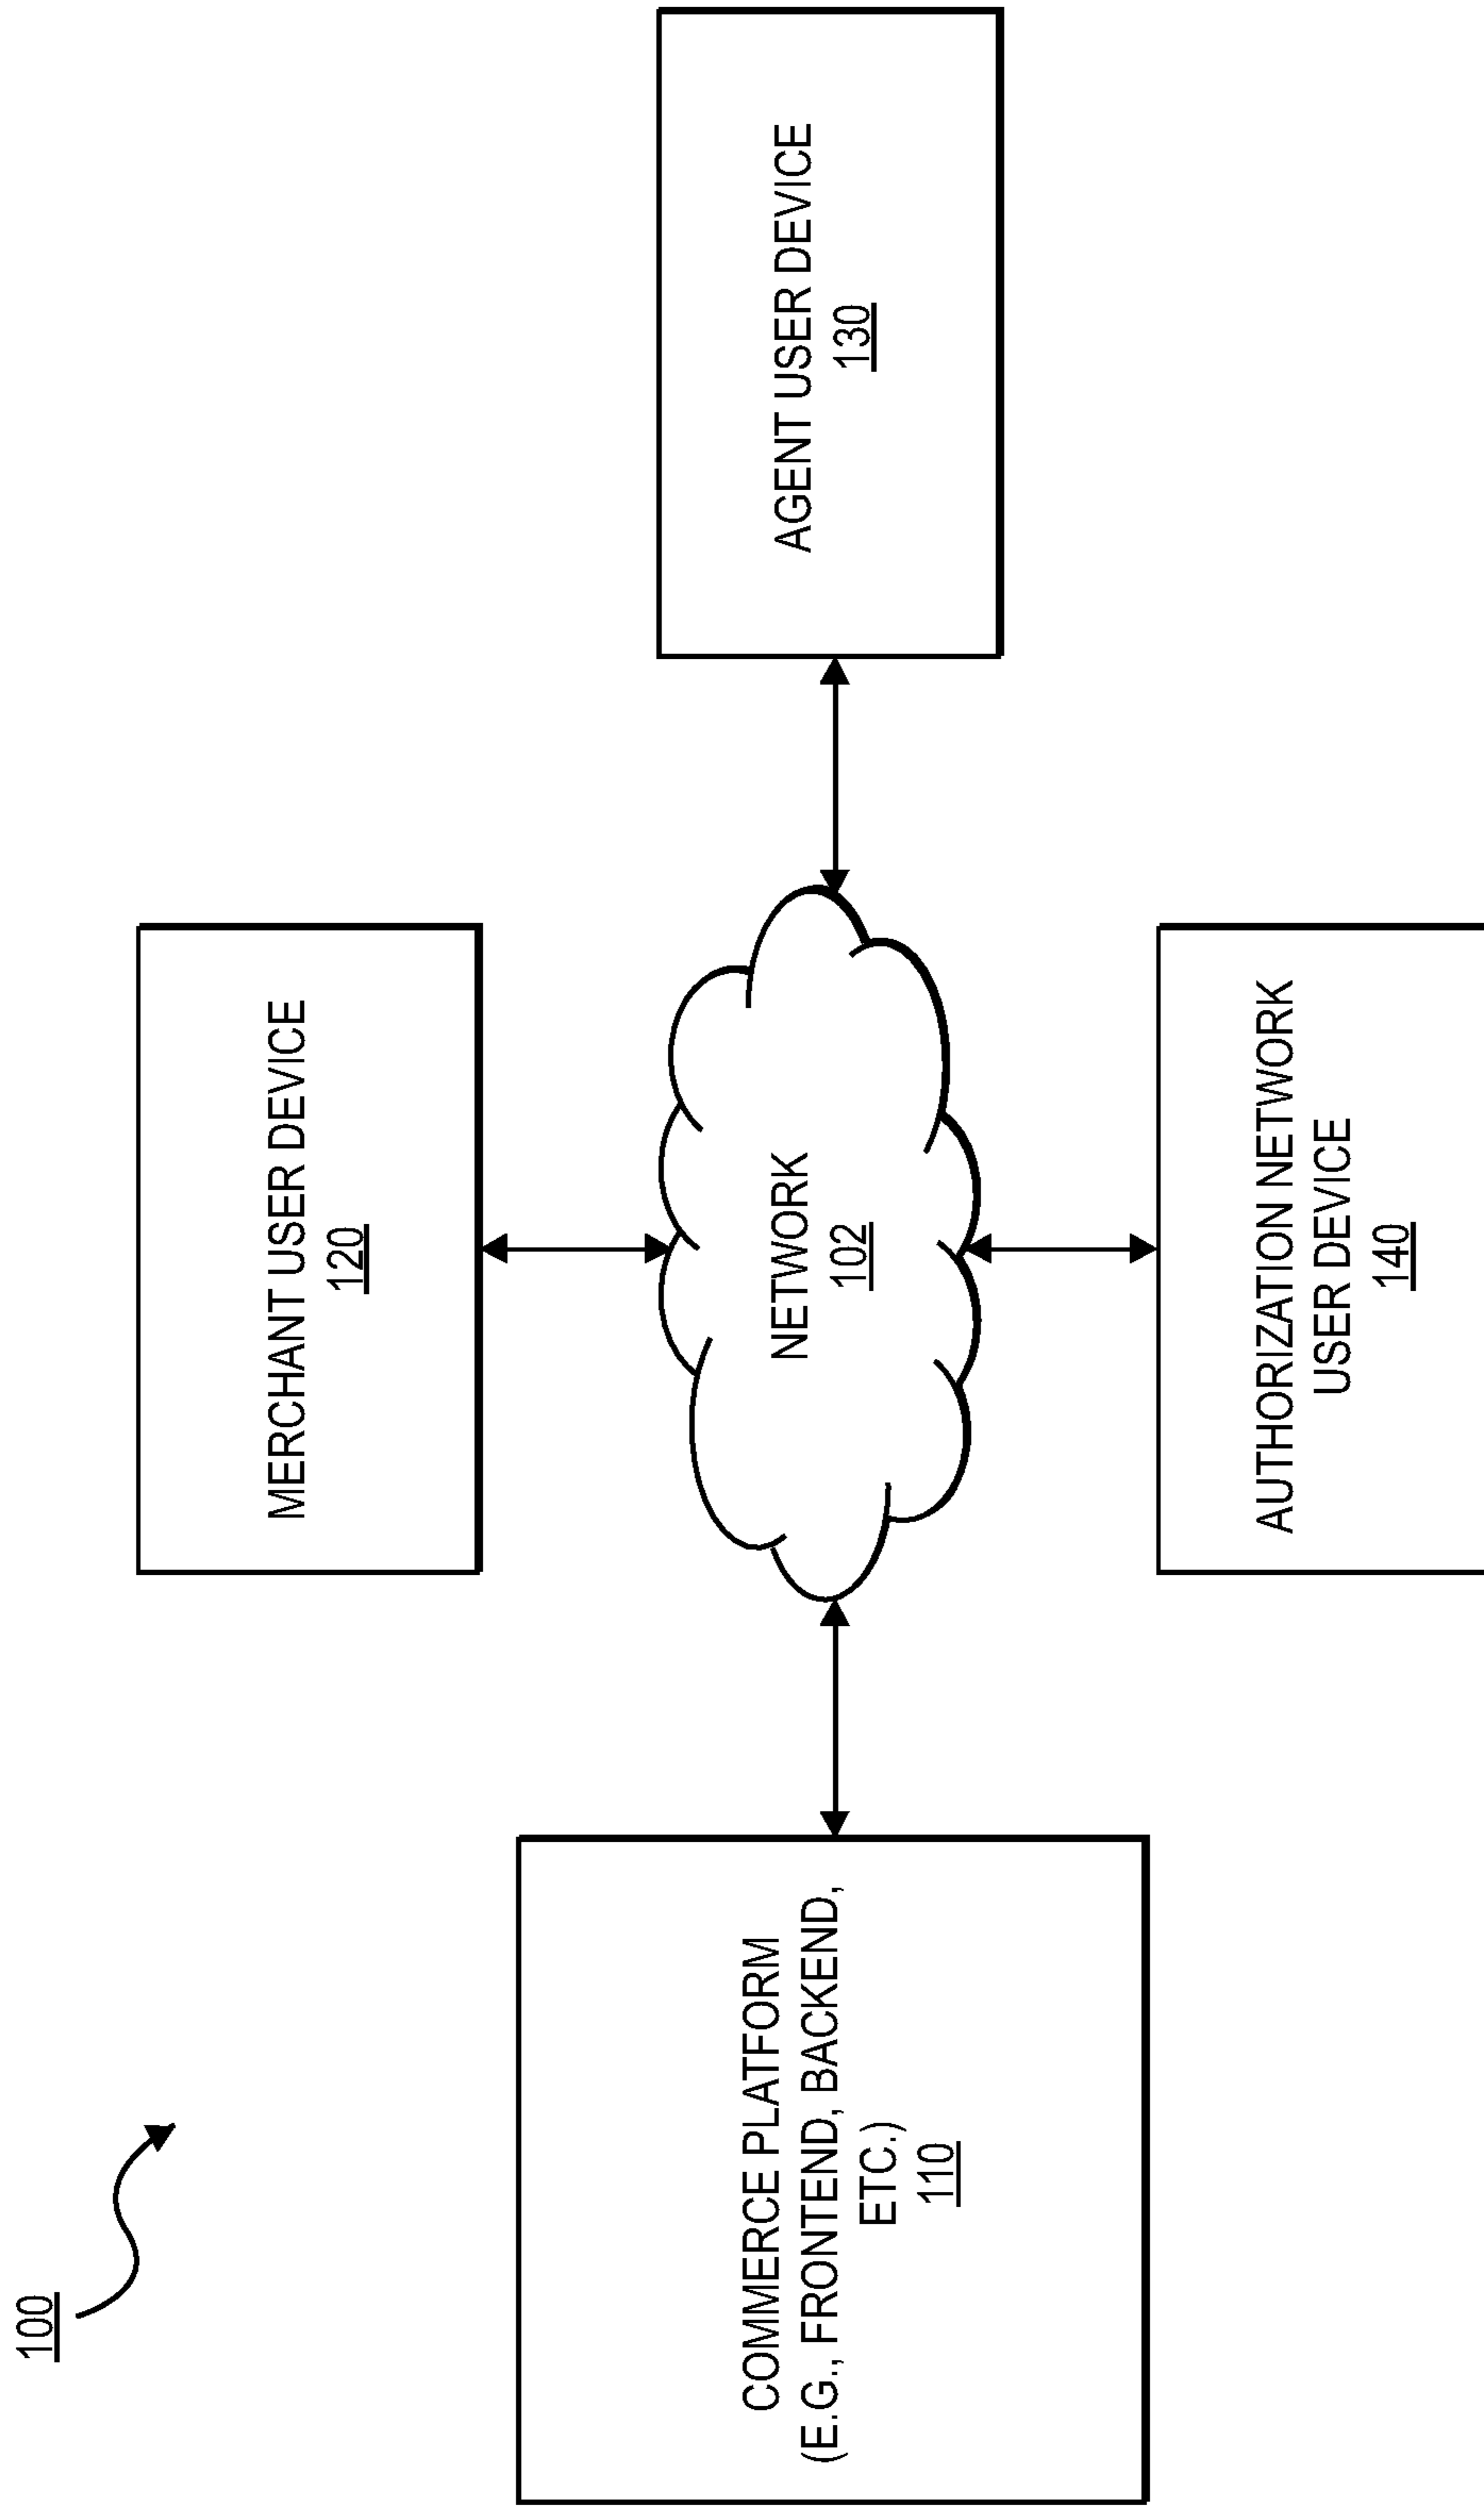 100
MERCHANT USER DEVICE
120
COMMERCE PLATFORM
(E.G., FRONTEND, BACKEND,
ETC.)
110
NETWORK
102
AGENT USER DEVICE
130
AUTHORIZATION NETWORK
USER DEVICE
140